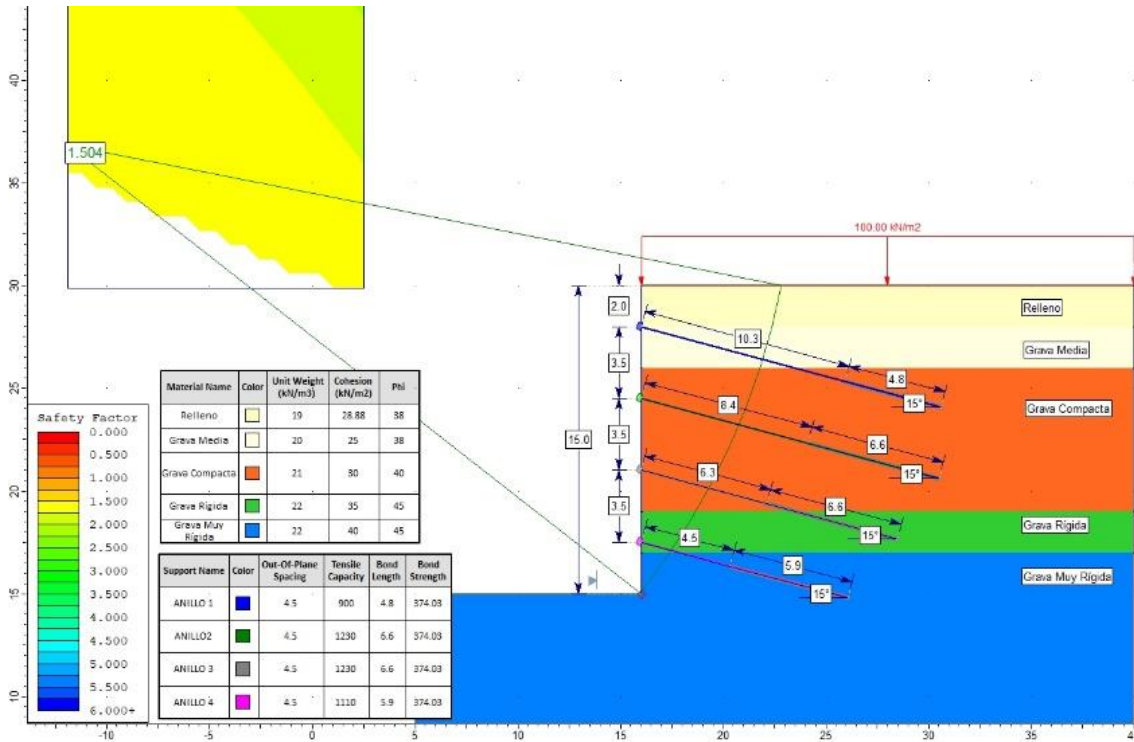 40
35
30
25
20
15
10
1.504
100.00 kN/m2
2.0
3.5
3.5
3.5
15.0
10.3
4.8
8.4
6.6
6.3
6.6
4.5
5.9
15°
15°
15°
15°
Relleno
Grava Media
Grava Compacta
Grava Rígida
Grava Muy Rígida
Material Name Color Unit Weight (kN/m3) Cohesion (kN/m2) Phi
Relleno 19 28.88 38
Grava Media 20 25 38
Grava Compacta 21 30 40
Grava Rígida 22 35 45
Grava Muy Rígida 22 40 45
Support Name Color Out-Of-Plane Spacing Tensile Capacity Bond Length Bond Strength
ANILLO 1 4.5 900 4.8 374.03
ANILLO2 4.5 1230 6.6 374.03
ANILLO 3 4.5 1230 6.6 374.03
ANILLO 4 4.5 1110 5.9 374.03
Safety Factor
0.000
0.500
1.000
1.500
2.000
2.500
3.000
3.500
4.000
4.500
5.000
5.500
6.000+
-10 -5 0 5 10 15 20 25 30 35 40